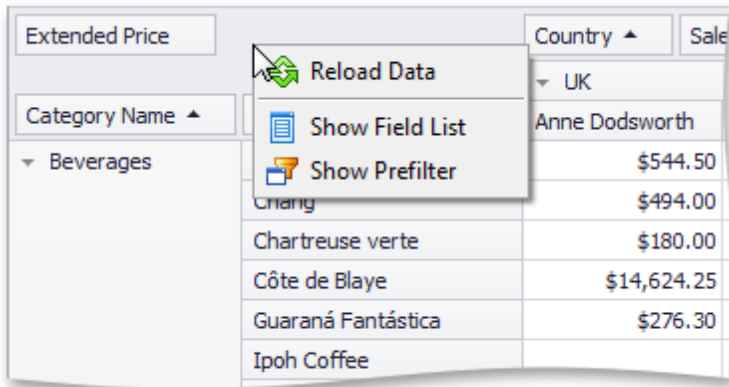 Extended Price
Country
Sale
Reload Data
UK
Category Name
Show Field List
Anne Dodsworth
Beverages
Show Prefilter
$544.50
Chang
$494.00
Chartreuse verte
$180.00
Côte de Blaye
$14,624.25
Guaraná Fantástica
$276.30
Ipoh Coffee